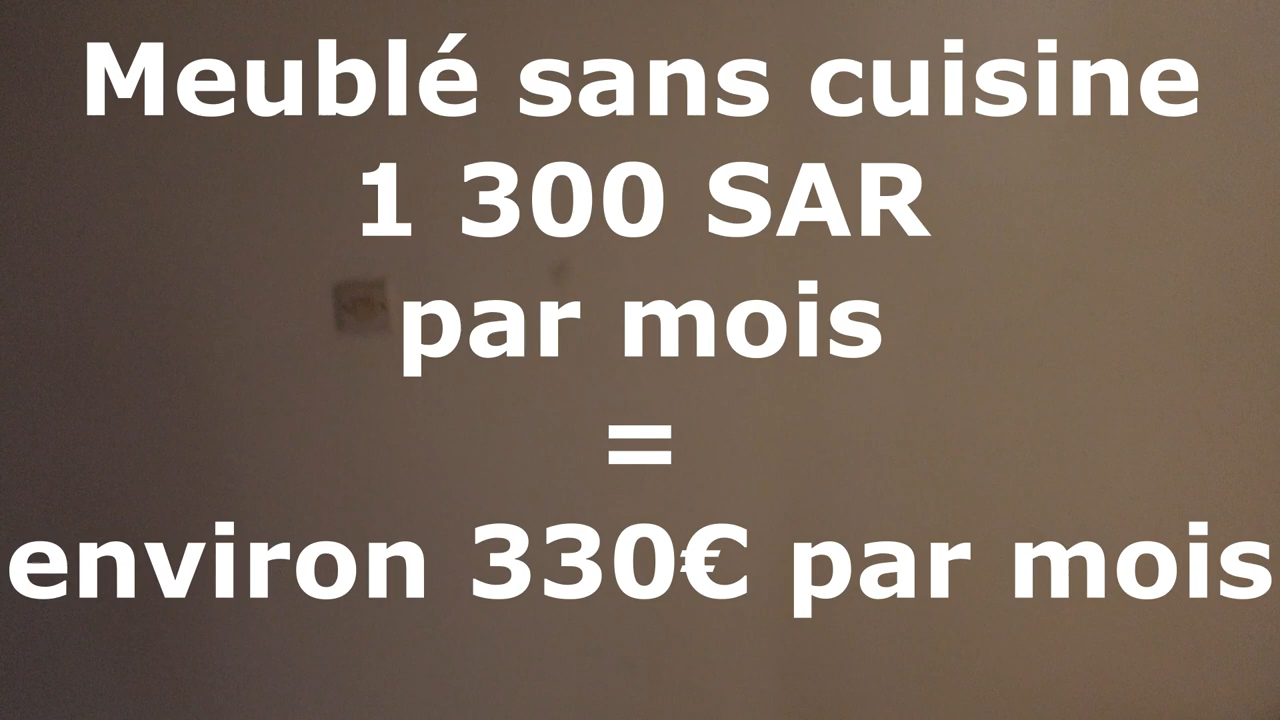 Meublé sans cuisine
1 300 SAR
par mois
=
environ 330€ par mois